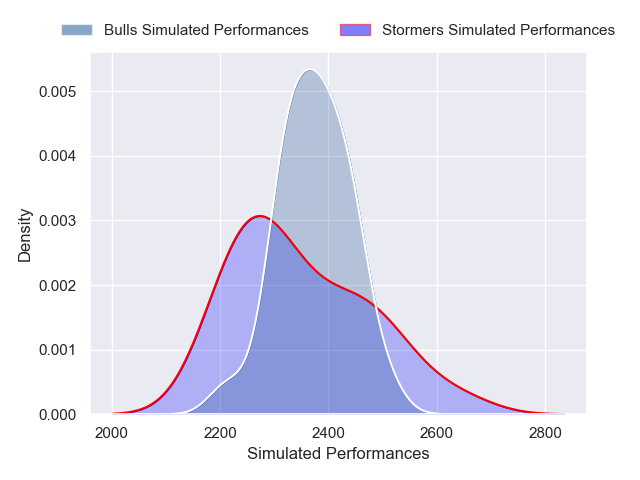 Bulls Simulated Performances
Stormers Simulated Performances
0.005
0.004
0.003
0.002
0.001
0.000
Density
2000 2200 2400 2600 2800
Simulated Performances